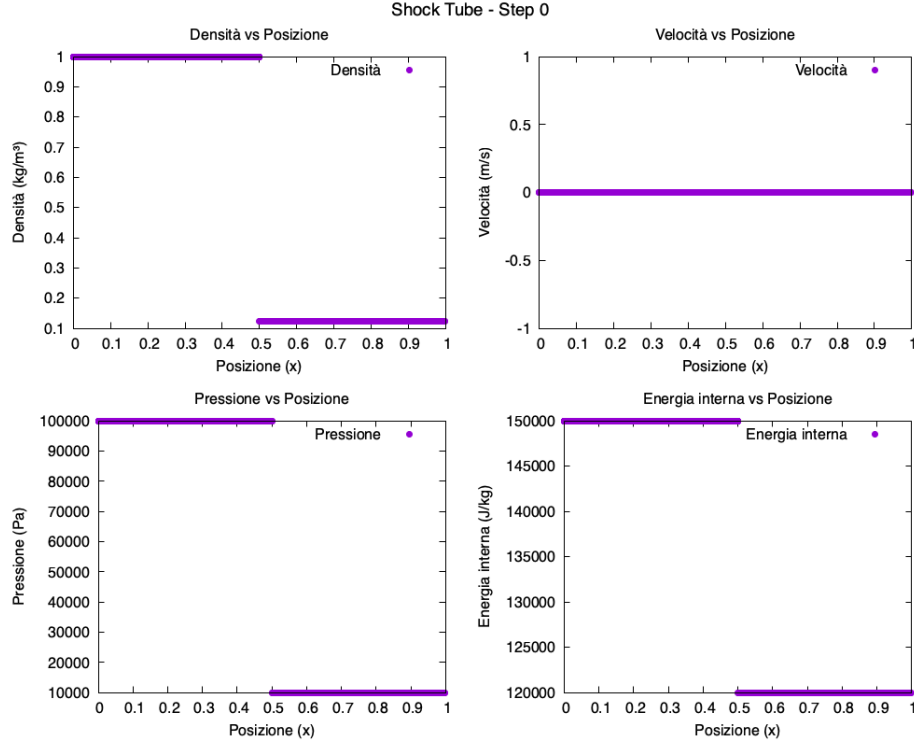 Shock Tube - Step 0
Densità vs Posizione
Densità
Densità (kg/m³)
1
0.9
0.8
0.7
0.6
0.5
0.4
0.3
0.2
0.1
0 0.1 0.2 0.3 0.4 0.5 0.6 0.7 0.8 0.9 1
Posizione (x)
Velocità vs Posizione
Velocità
Velocità (m/s)
1
0.5
0
-0.5
-1
0 0.1 0.2 0.3 0.4 0.5 0.6 0.7 0.8 0.9 1
Posizione (x)
Pressione vs Posizione
Pressione
Pressione (Pa)
100000
90000
80000
70000
60000
50000
40000
30000
20000
10000
0 0.1 0.2 0.3 0.4 0.5 0.6 0.7 0.8 0.9 1
Posizione (x)
Energia interna vs Posizione
Energia interna
Energia interna (J/kg)
150000
145000
140000
135000
130000
125000
120000
0 0.1 0.2 0.3 0.4 0.5 0.6 0.7 0.8 0.9 1
Posizione (x)